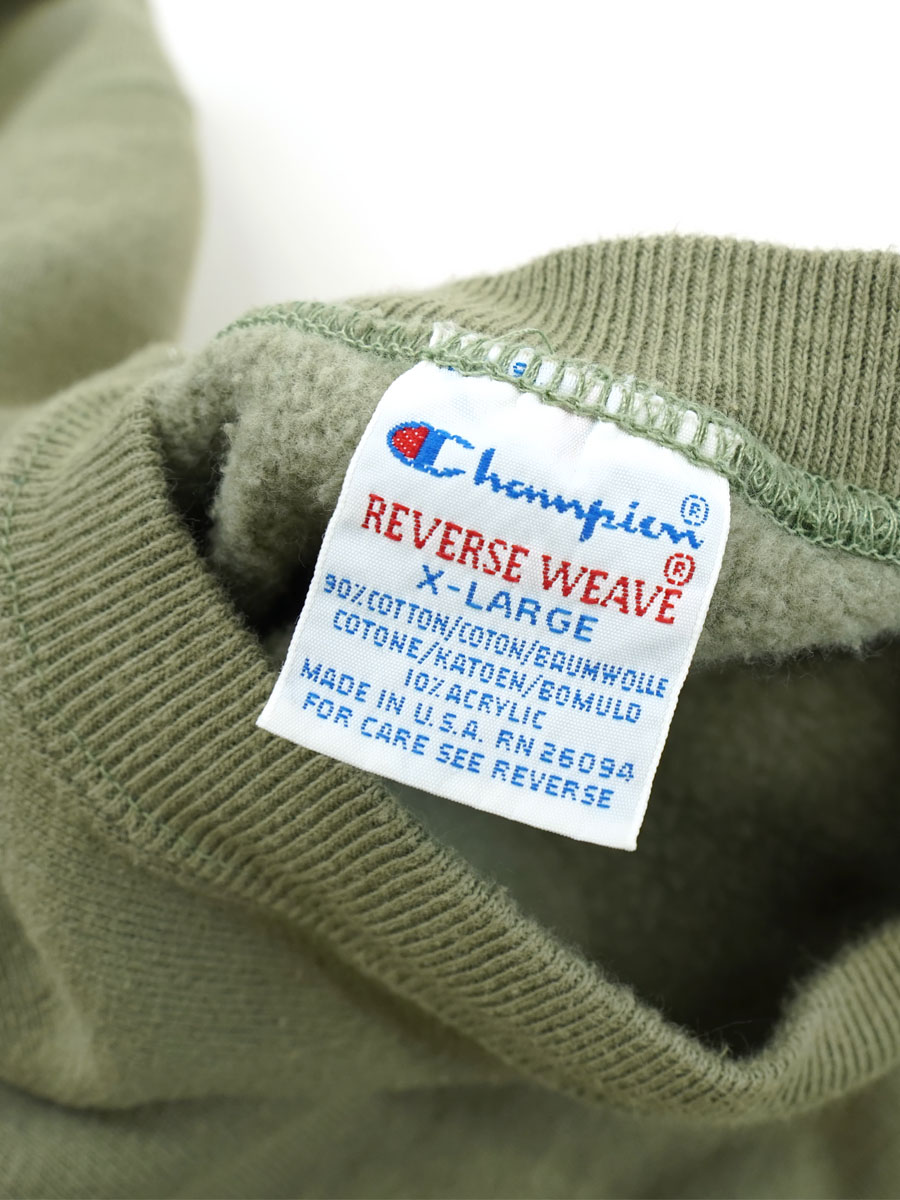 Champion®
REVERSE WEAVE®
X-LARGE
90% COTTON/COTON/BAUMWOLLE
COTONE/KATOEN/BOMULD
10% ACRYLIC
MADE IN U.S.A. RN 26094
FOR CARE SEE REVERSE